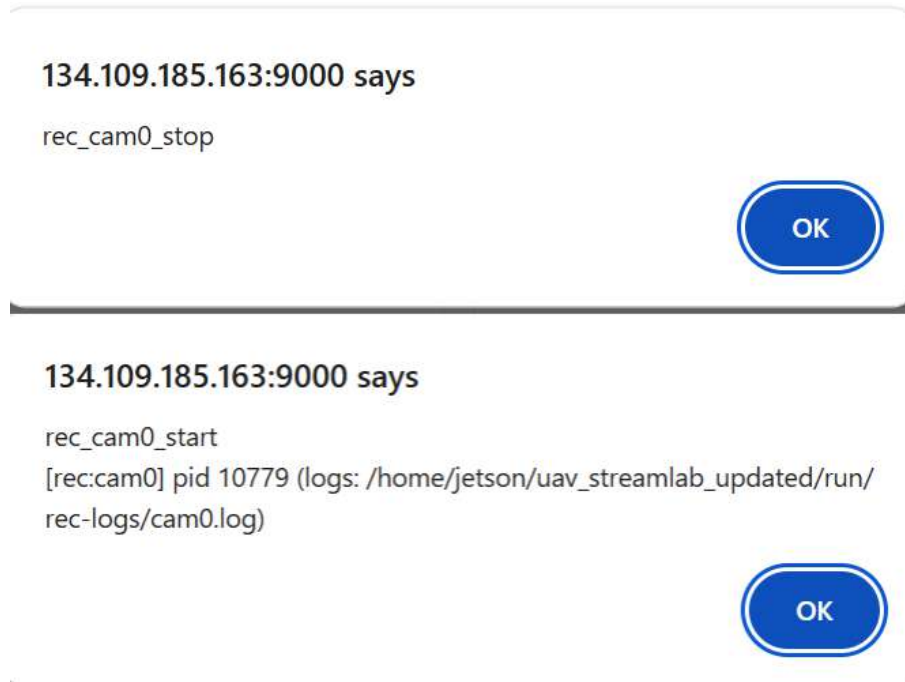 134.109.185.163:9000 says
rec_cam0_stop
OK
134.109.185.163:9000 says
rec_cam0_start
[rec:cam0] pid 10779 (logs: /home/jetson/uav_streamlab_updated/run/
rec-logs/cam0.log)
OK